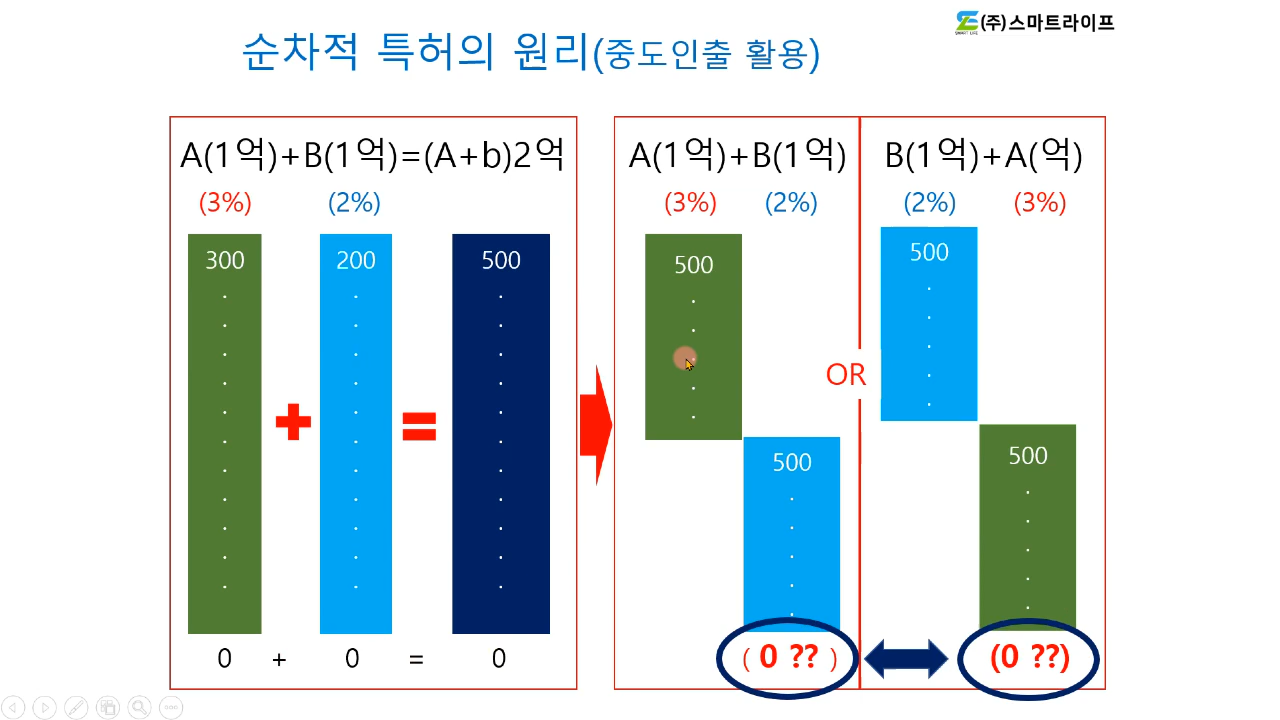 (주)스마트라이프
SMART LIFE
순차적 특허의 원리(중도인출 활용)
A(1억)+B(1억)=(A+b)2억
(3%) (2%)
300 200 500
0 + 0 = 0
A(1억)+B(1억)
(3%) (2%)
500
500
( 0 ?? )
OR
B(1억)+A(억)
(2%) (3%)
500
500
(0 ??)